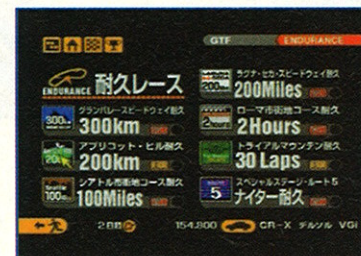 GTF ENDURANCE
ENDURANCE 耐久レース
グランバレースピードウェイ耐久
300km
アプリコット・ヒル耐久
200km
シアトル市街地コース耐久
100Miles
ラグナ・セカ・スピードウェイ耐久
200Miles
ローマ市街地コース耐久
2Hours
トライアルマウンテン耐久
30 Laps
スペシャルステージ・ルート5
ナイター耐久
154,800 CR-X デルソル VGi